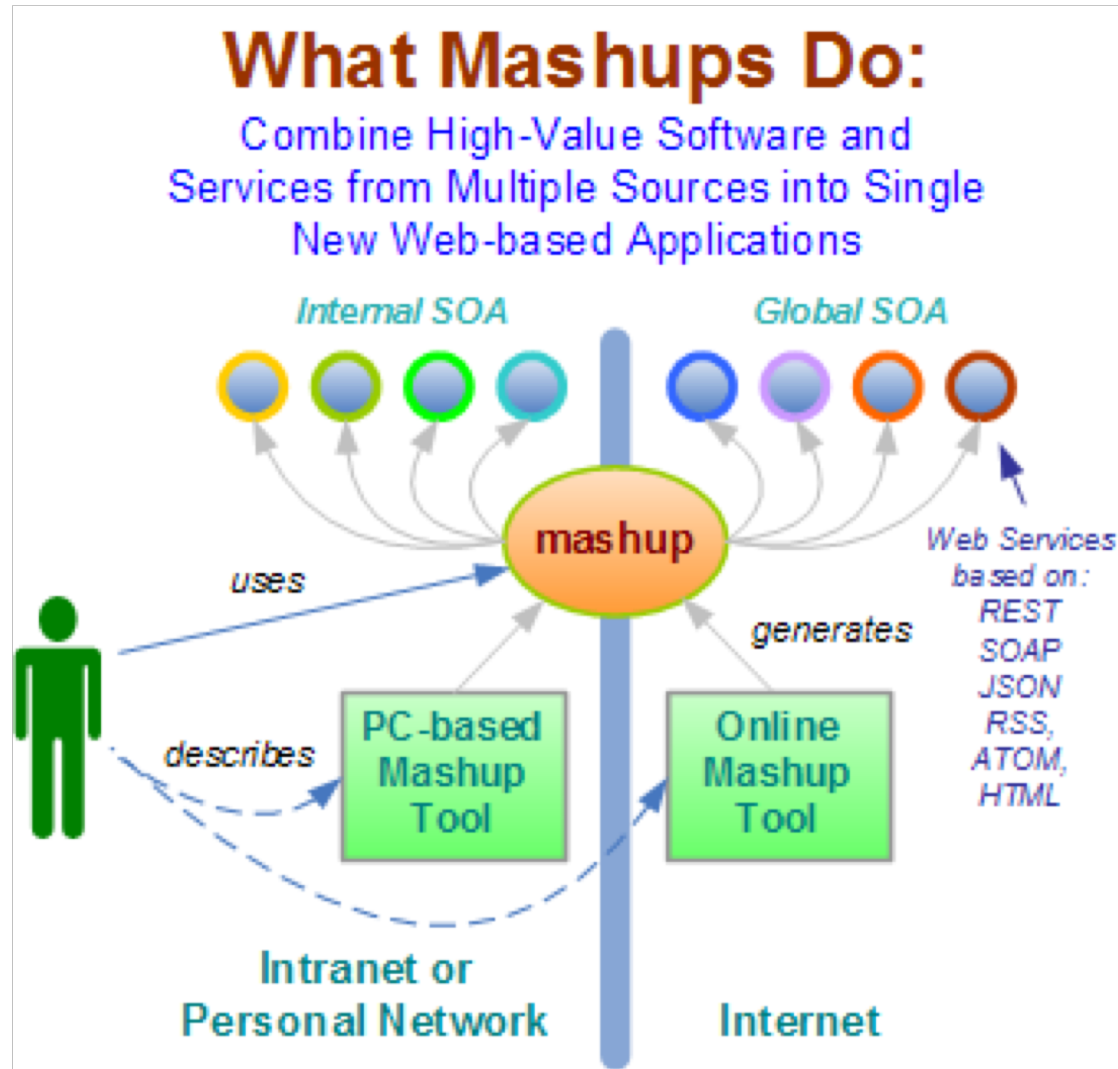 What Mashups Do:
Combine High-Value Software and
Services from Multiple Sources into Single
New Web-based Applications
Internal SOA
Global SOA
mashup
Web Services
based on:
REST
SOAP
JSON
RSS,
ATOM,
HTML
uses
generates
describes
PC-based
Mashup
Tool
Online
Mashup
Tool
Intranet or
Personal Network
Internet